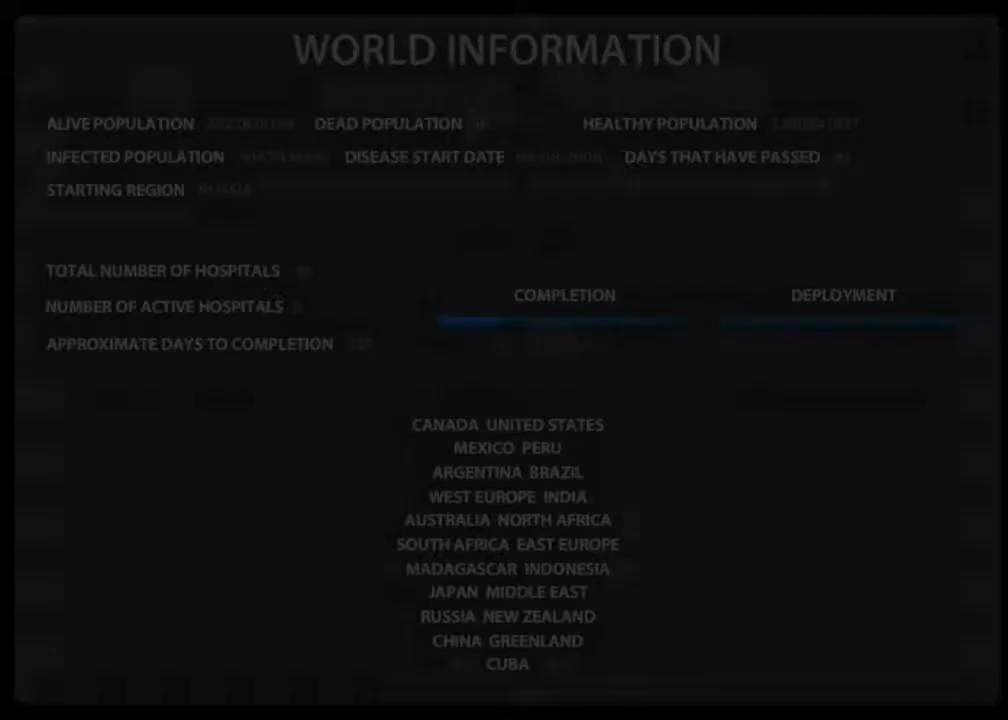 WORLD INFORMATION
ALIVE POPULATION DEAD POPULATION HEALTHY POPULATION
INFECTED POPULATION DISEASE START DATE DAYS THAT HAVE PASSED
STARTING REGION RUSSIA
TOTAL NUMBER OF HOSPITALS
NUMBER OF ACTIVE HOSPITALS
COMPLETION DEPLOYMENT
APPROXIMATE DAYS TO COMPLETION
CANADA UNITED STATES
MEXICO PERU
ARGENTINA BRAZIL
WEST EUROPE INDIA
AUSTRALIA NORTH AFRICA
SOUTH AFRICA EAST EUROPE
MADAGASCAR INDONESIA
JAPAN MIDDLE EAST
RUSSIA NEW ZEALAND
CHINA GREENLAND
CUBA